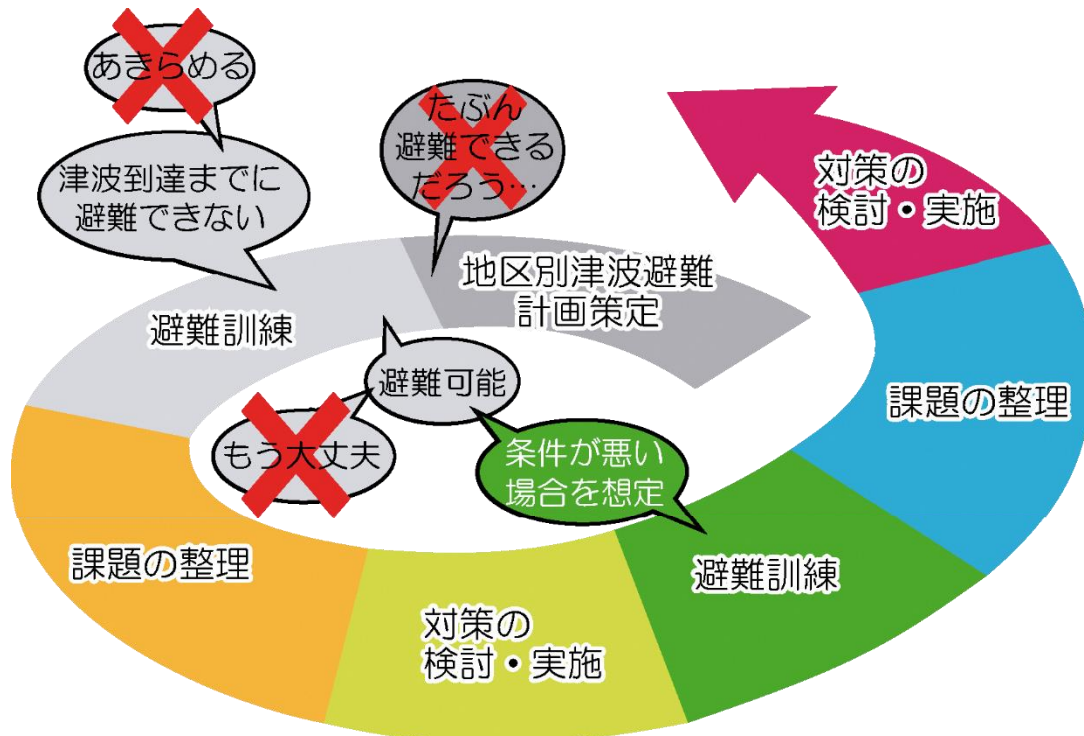 あきらめる
津波到達までに
避難できない
たぶん
避難できる
だろう…
地区別津波避難
計画策定
避難訓練
避難可能
もう大丈夫
条件が悪い
場合を想定
課題の整理
対策の
検討・実施
避難訓練
課題の整理
対策の
検討・実施